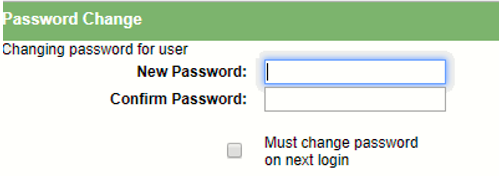 Password Change
Changing password for user
New Password:
Confirm Password:
Must change password
on next login